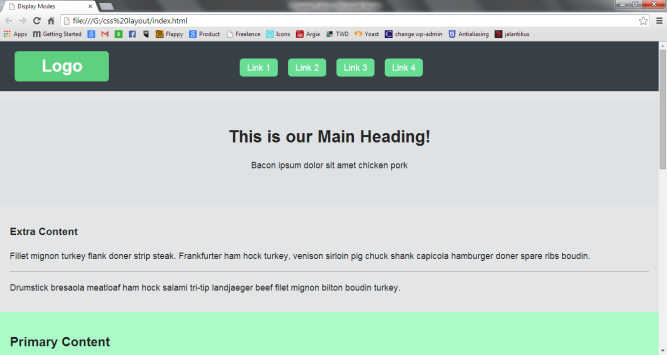 Display Modes
file:///G:/css%20layout/index.html
Apps Getting Started Flappy Product Freelance Icons Argia TWD Yoast change wp-admin Antialiasing jalantikus
Logo Link 1 Link 2 Link 3 Link 4
This is our Main Heading!
Bacon ipsum dolor sit amet chicken pork
Extra Content
Fillet mignon turkey flank doner strip steak. Frankfurter ham hock turkey, venison sirloin pig chuck shank capicola hamburger doner spare ribs boudin.
Drumstick bresaola meatloaf ham hock salami tri-tip landjaeger beef filet mignon bilton boudin turkey.
Primary Content